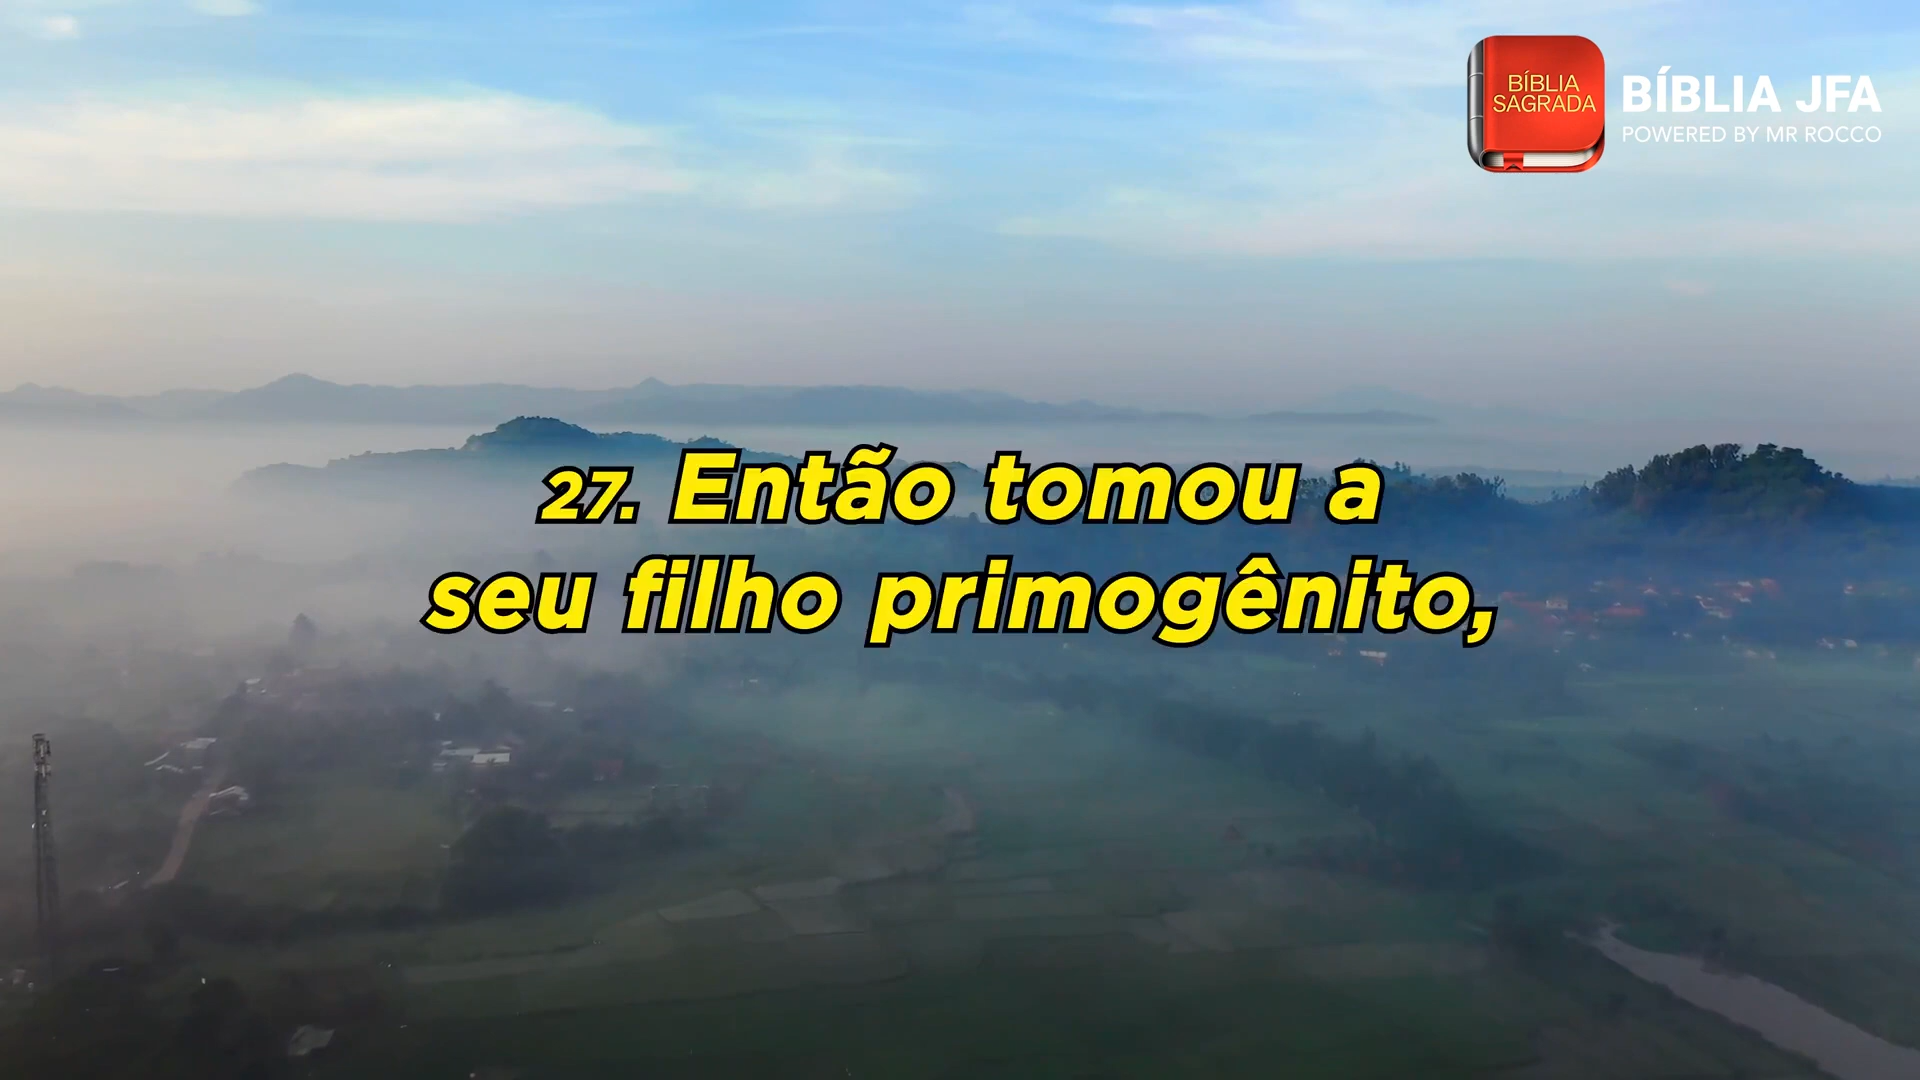 BÍBLIA
SAGRADA
BÍBLIA JFA
POWERED BY MR ROCCO
27. Então tomou a
seu filho primogênito,